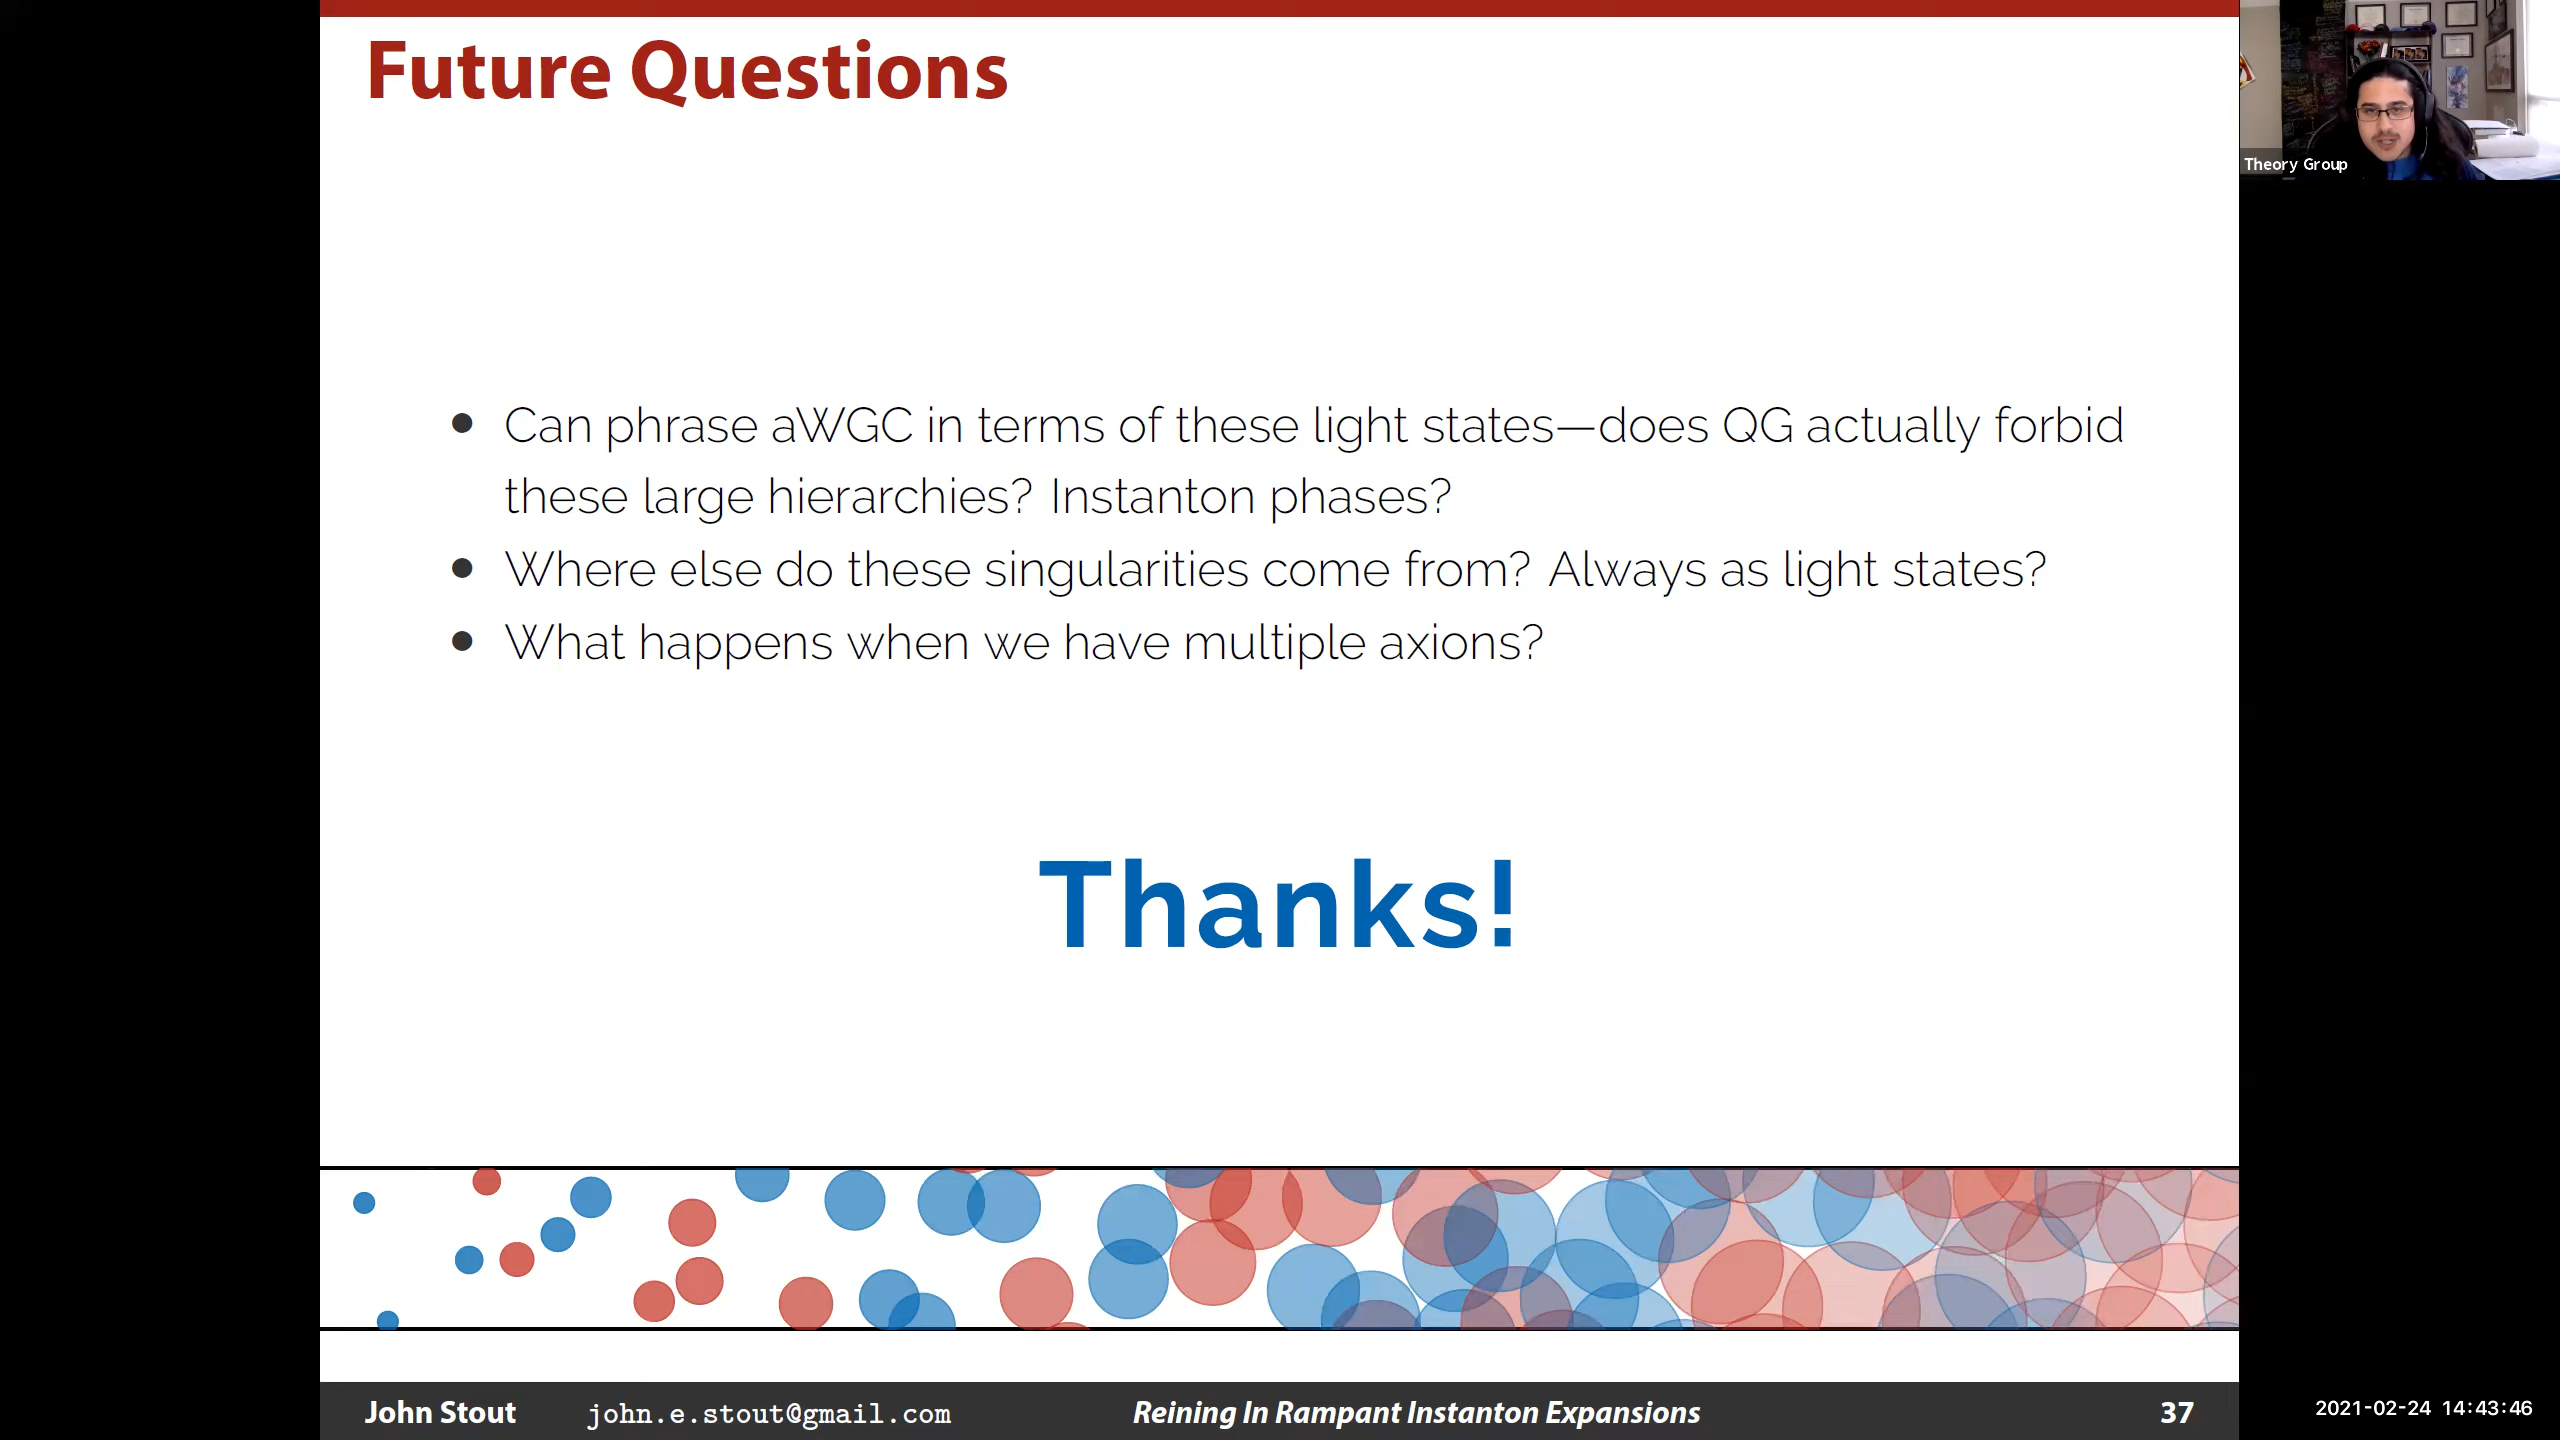 Future Questions
Theory Group
• Can phrase aWGC in terms of these light states—does QG actually forbid
these large hierarchies? Instanton phases?
• Where else do these singularities come from? Always as light states?
• What happens when we have multiple axions?
Thanks!
John Stout john.e.stout@gmail.com Reining In Rampant Instanton Expansions 37
2021-02-24 14:43:46